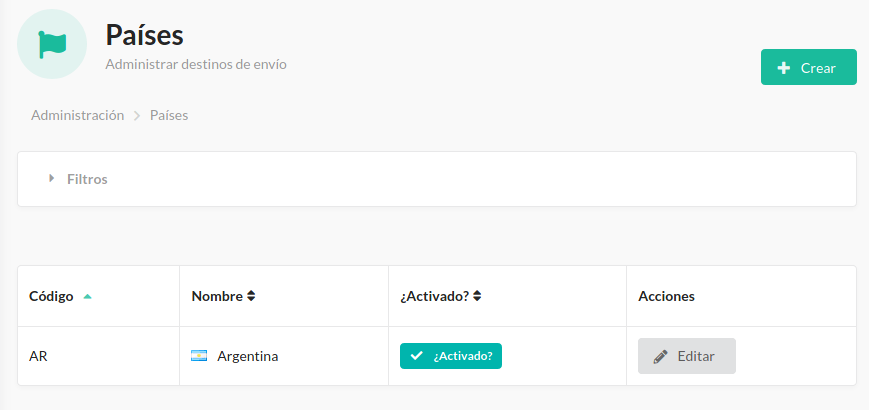 Países
Administrar destinos de envío
Crear
Administración Países
Filtros
Código Nombre ¿Activado? Acciones
AR Argentina ¿Activado? Editar